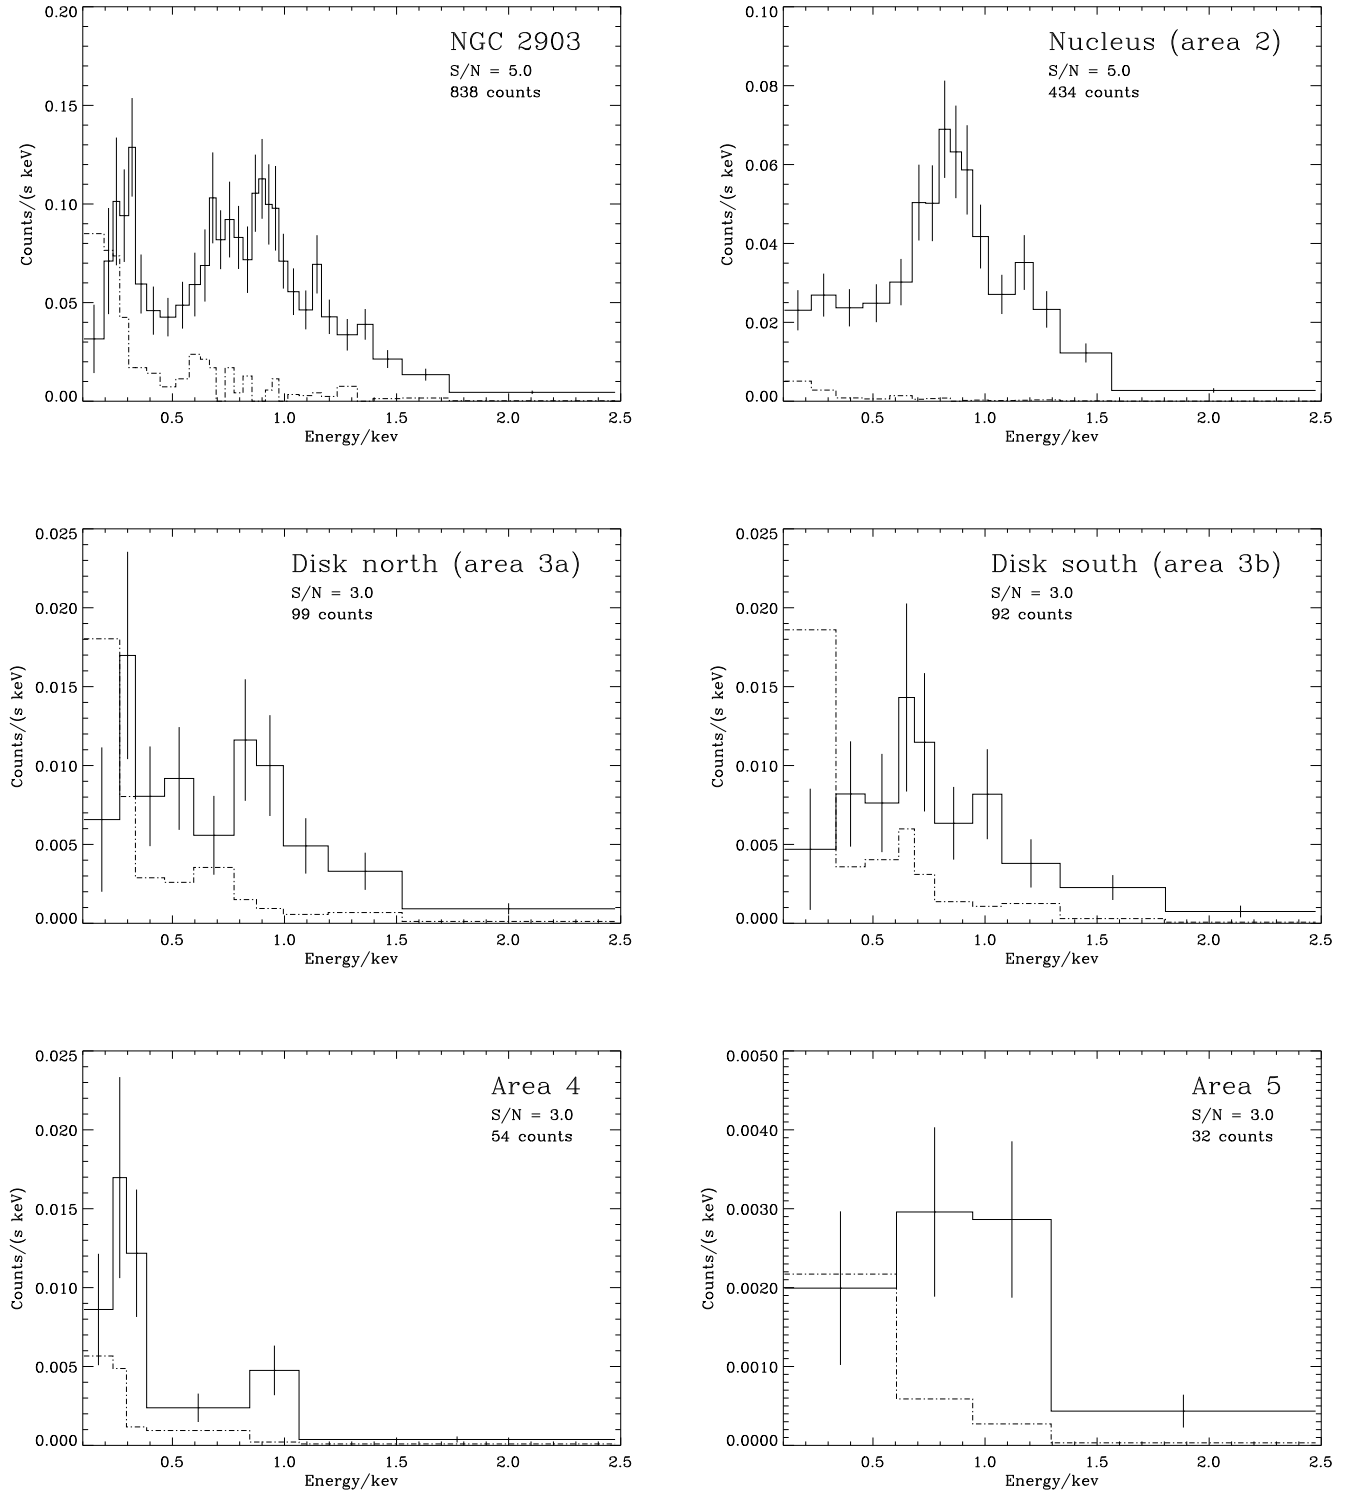 NGC 2903
S/N = 5.0
838 counts
0.20
0.15
0.10
0.05
0.00
Counts/(s keV)
0.5 1.0 1.5 2.0 2.5
Energy/kev
Nucleus (area 2)
S/N = 5.0
434 counts
0.10
0.08
0.06
0.04
0.02
0.00
Counts/(s keV)
0.5 1.0 1.5 2.0 2.5
Energy/kev
Disk north (area 3a)
S/N = 3.0
99 counts
0.025
0.020
0.015
0.010
0.005
0.000
Counts/(s keV)
0.5 1.0 1.5 2.0 2.5
Energy/kev
Disk south (area 3b)
S/N = 3.0
92 counts
0.025
0.020
0.015
0.010
0.005
0.000
Counts/(s keV)
0.5 1.0 1.5 2.0 2.5
Energy/kev
Area 4
S/N = 3.0
54 counts
0.025
0.020
0.015
0.010
0.005
0.000
Counts/(s keV)
0.5 1.0 1.5 2.0 2.5
Energy/kev
Area 5
S/N = 3.0
32 counts
0.0050
0.0040
0.0030
0.0020
0.0010
0.0000
Counts/(s keV)
0.5 1.0 1.5 2.0 2.5
Energy/kev